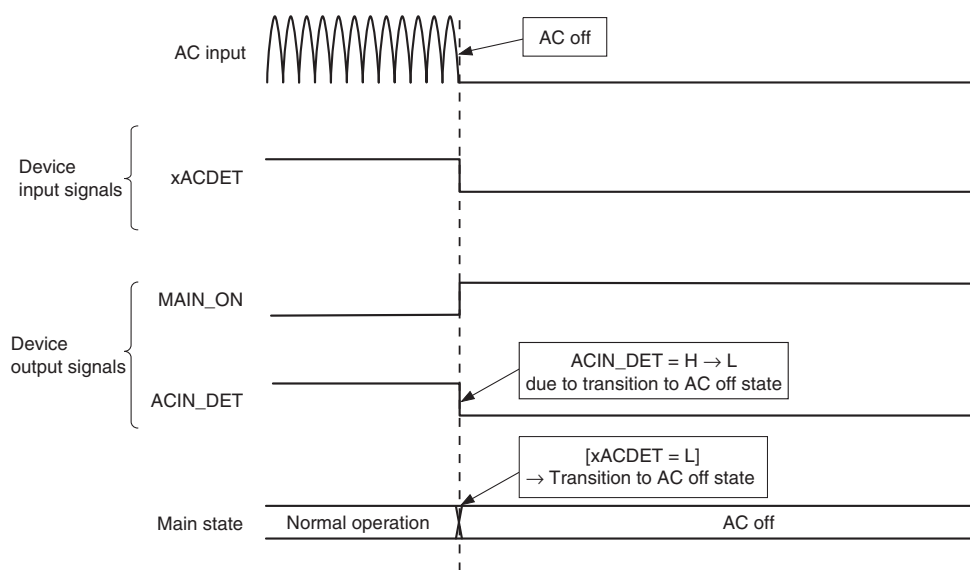 AC input
AC off
Device
input signals
xACDET
Device
output signals
MAIN_ON
ACIN_DET
ACIN_DET = H → L
due to transition to AC off state
[xACDET = L]
→ Transition to AC off state
Main state
Normal operation
AC off